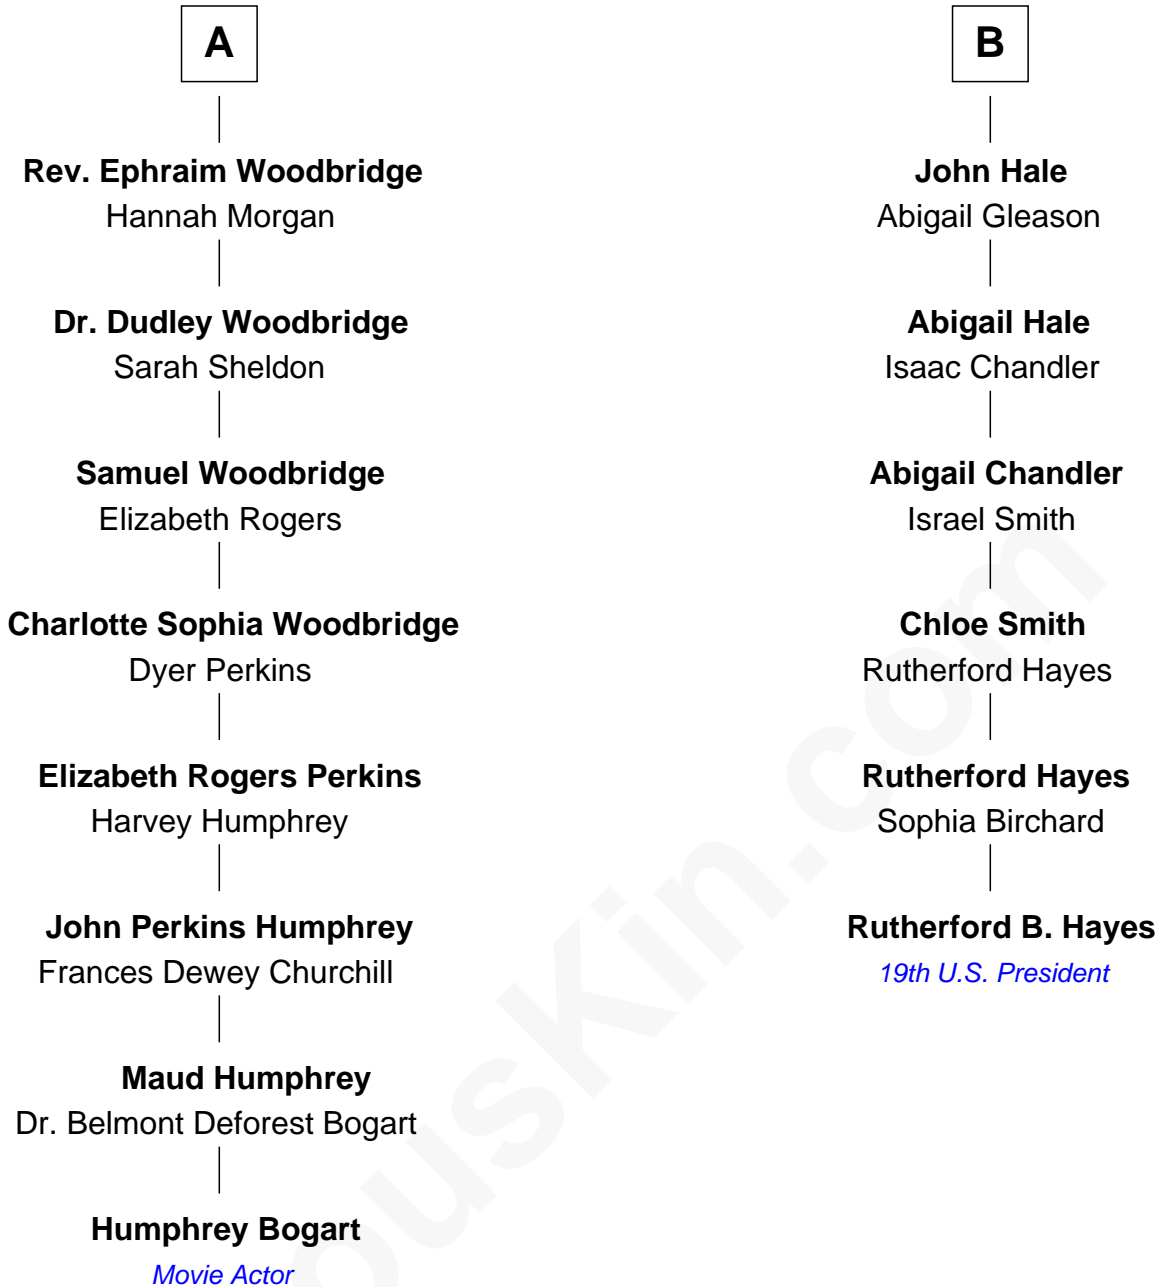 A
Rev. Ephraim Woodbridge
Hannah Morgan
Dr. Dudley Woodbridge
Sarah Sheldon
Samuel Woodbridge
Elizabeth Rogers
Charlotte Sophia Woodbridge
Dyer Perkins
Elizabeth Rogers Perkins
Harvey Humphrey
John Perkins Humphrey
Frances Dewey Churchill
Maud Humphrey
Dr. Belmont Deforest Bogart
Humphrey Bogart
Movie Actor
B
John Hale
Abigail Gleason
Abigail Hale
Isaac Chandler
Abigail Chandler
Israel Smith
Chloe Smith
Rutherford Hayes
Rutherford Hayes
Sophia Birchard
Rutherford B. Hayes
19th U.S. President
ousKin.com